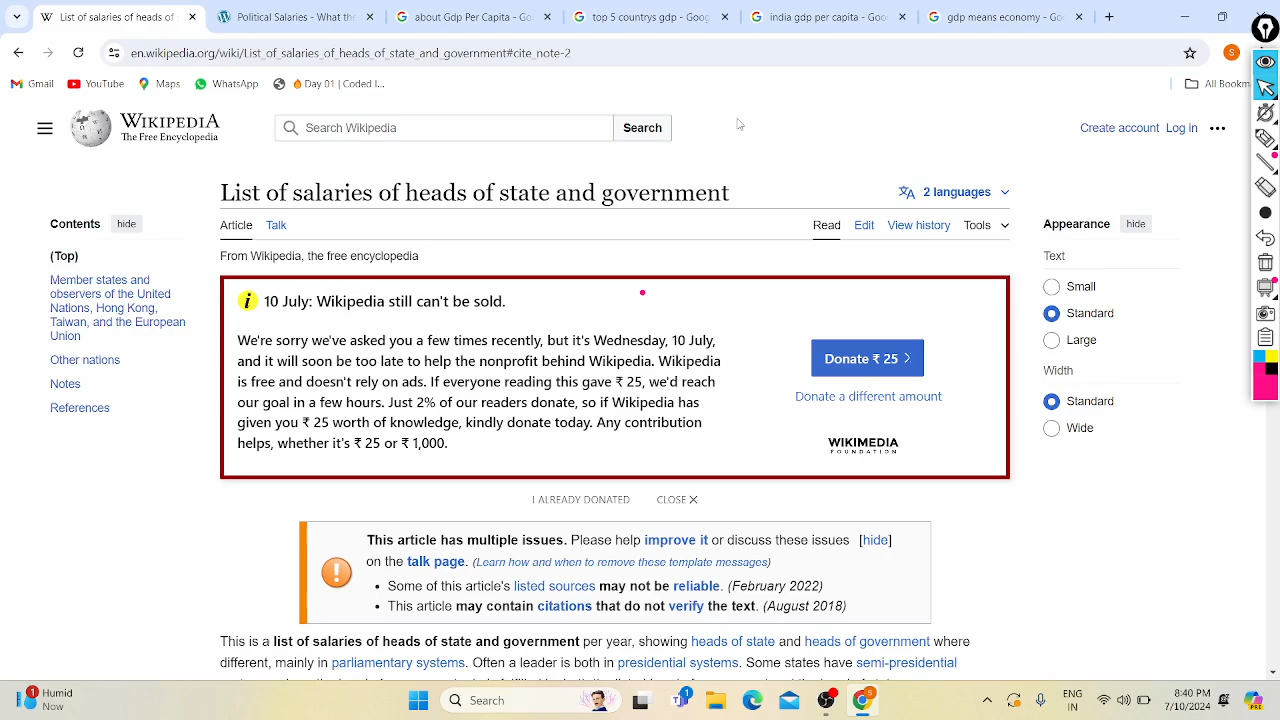 List of salaries of heads of st
WordPress - What the
about Gdp Per Capita - Go
top 5 countrys gdp - Goog
india gdp per capita - Goo
gdp means economy - Goo
en.wikipedia.org/wiki/List_of_salaries_of_heads_of_state_and_government#cite_note-2
S
Gmail
YouTube
Maps
WhatsApp
Day 01 | Coded I...
All Bookm
WIKIPEDIA
The Free Encyclopedia
Search Wikipedia
Search
Create account
Log in
List of salaries of heads of state and government
2 languages
Contents
hide
Article
Talk
Read
Edit
View history
Tools
Appearance
hide
(Top)
From Wikipedia, the free encyclopedia
Text
Member states and
observers of the United
Nations, Hong Kong,
Taiwan, and the European
Union
Other nations
Notes
References
i 10 July: Wikipedia still can't be sold.
We're sorry we've asked you a few times recently, but it's Wednesday, 10 July,
and it will soon be too late to help the nonprofit behind Wikipedia. Wikipedia
is free and doesn't rely on ads. If everyone reading this gave ₹ 25, we'd reach
our goal in a few hours. Just 2% of our readers donate, so if Wikipedia has
given you ₹ 25 worth of knowledge, kindly donate today. Any contribution
helps, whether it's ₹ 25 or ₹ 1,000.
Donate ₹ 25
Donate a different amount
WIKIMEDIA
FOUNDATION
Small
Standard
Large
Width
Standard
Wide
I ALREADY DONATED
CLOSE
This article has multiple issues. Please help improve it or discuss these issues [hide]
on the talk page. (Learn how and when to remove these template messages)
• Some of this article's listed sources may not be reliable. (February 2022)
• This article may contain citations that do not verify the text. (August 2018)
This is a list of salaries of heads of state and government per year, showing heads of state and heads of government where
different, mainly in parliamentary systems. Often a leader is both in presidential systems. Some states have semi-presidential
1
Humid
Now
Search
1
S
ENG
IN
8:40 PM
7/10/2024
PRE